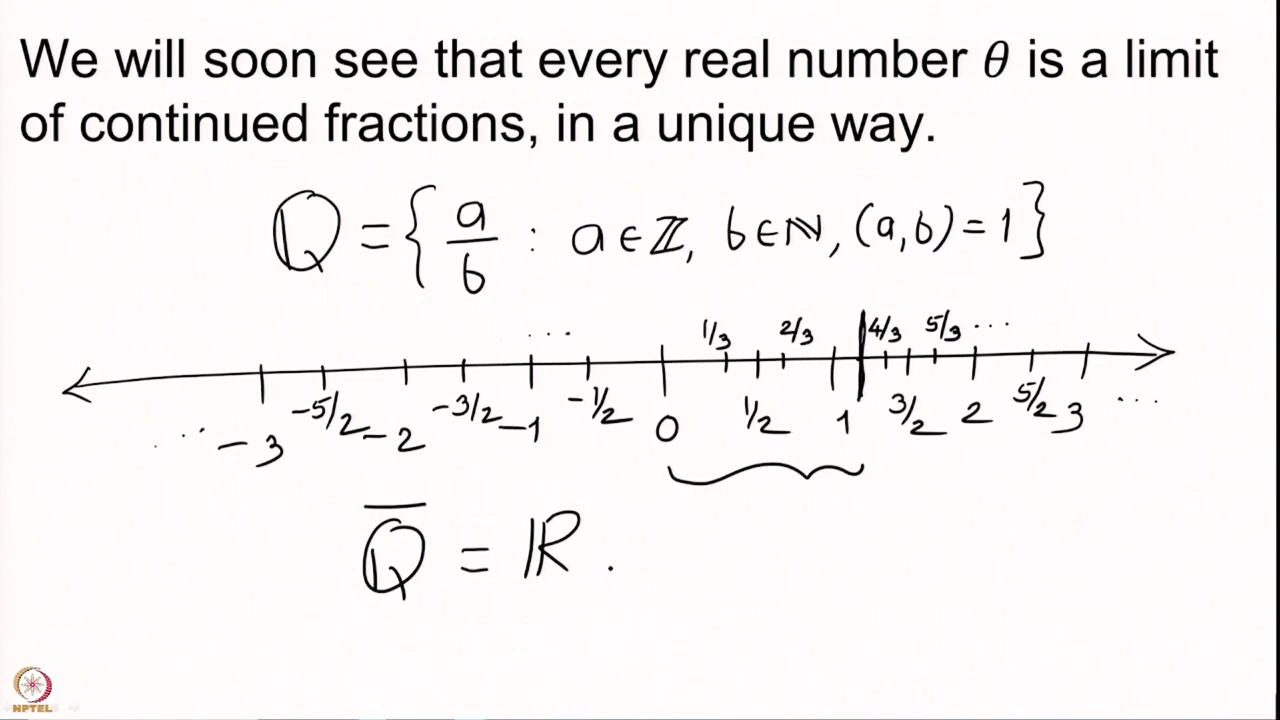 We will soon see that every real number θ is a limit
of continued fractions, in a unique way.
ℚ = { a/b : a ∈ ℤ, b ∈ ℕ, (a,b) = 1 }
... 1/3 2/3 4/3 5/3 ...
... -3 -5/2 -2 -3/2 -1 -1/2 0 1/2 1 3/2 2 5/2 3 ...
ℚ̅ = ℝ.
NPTEL